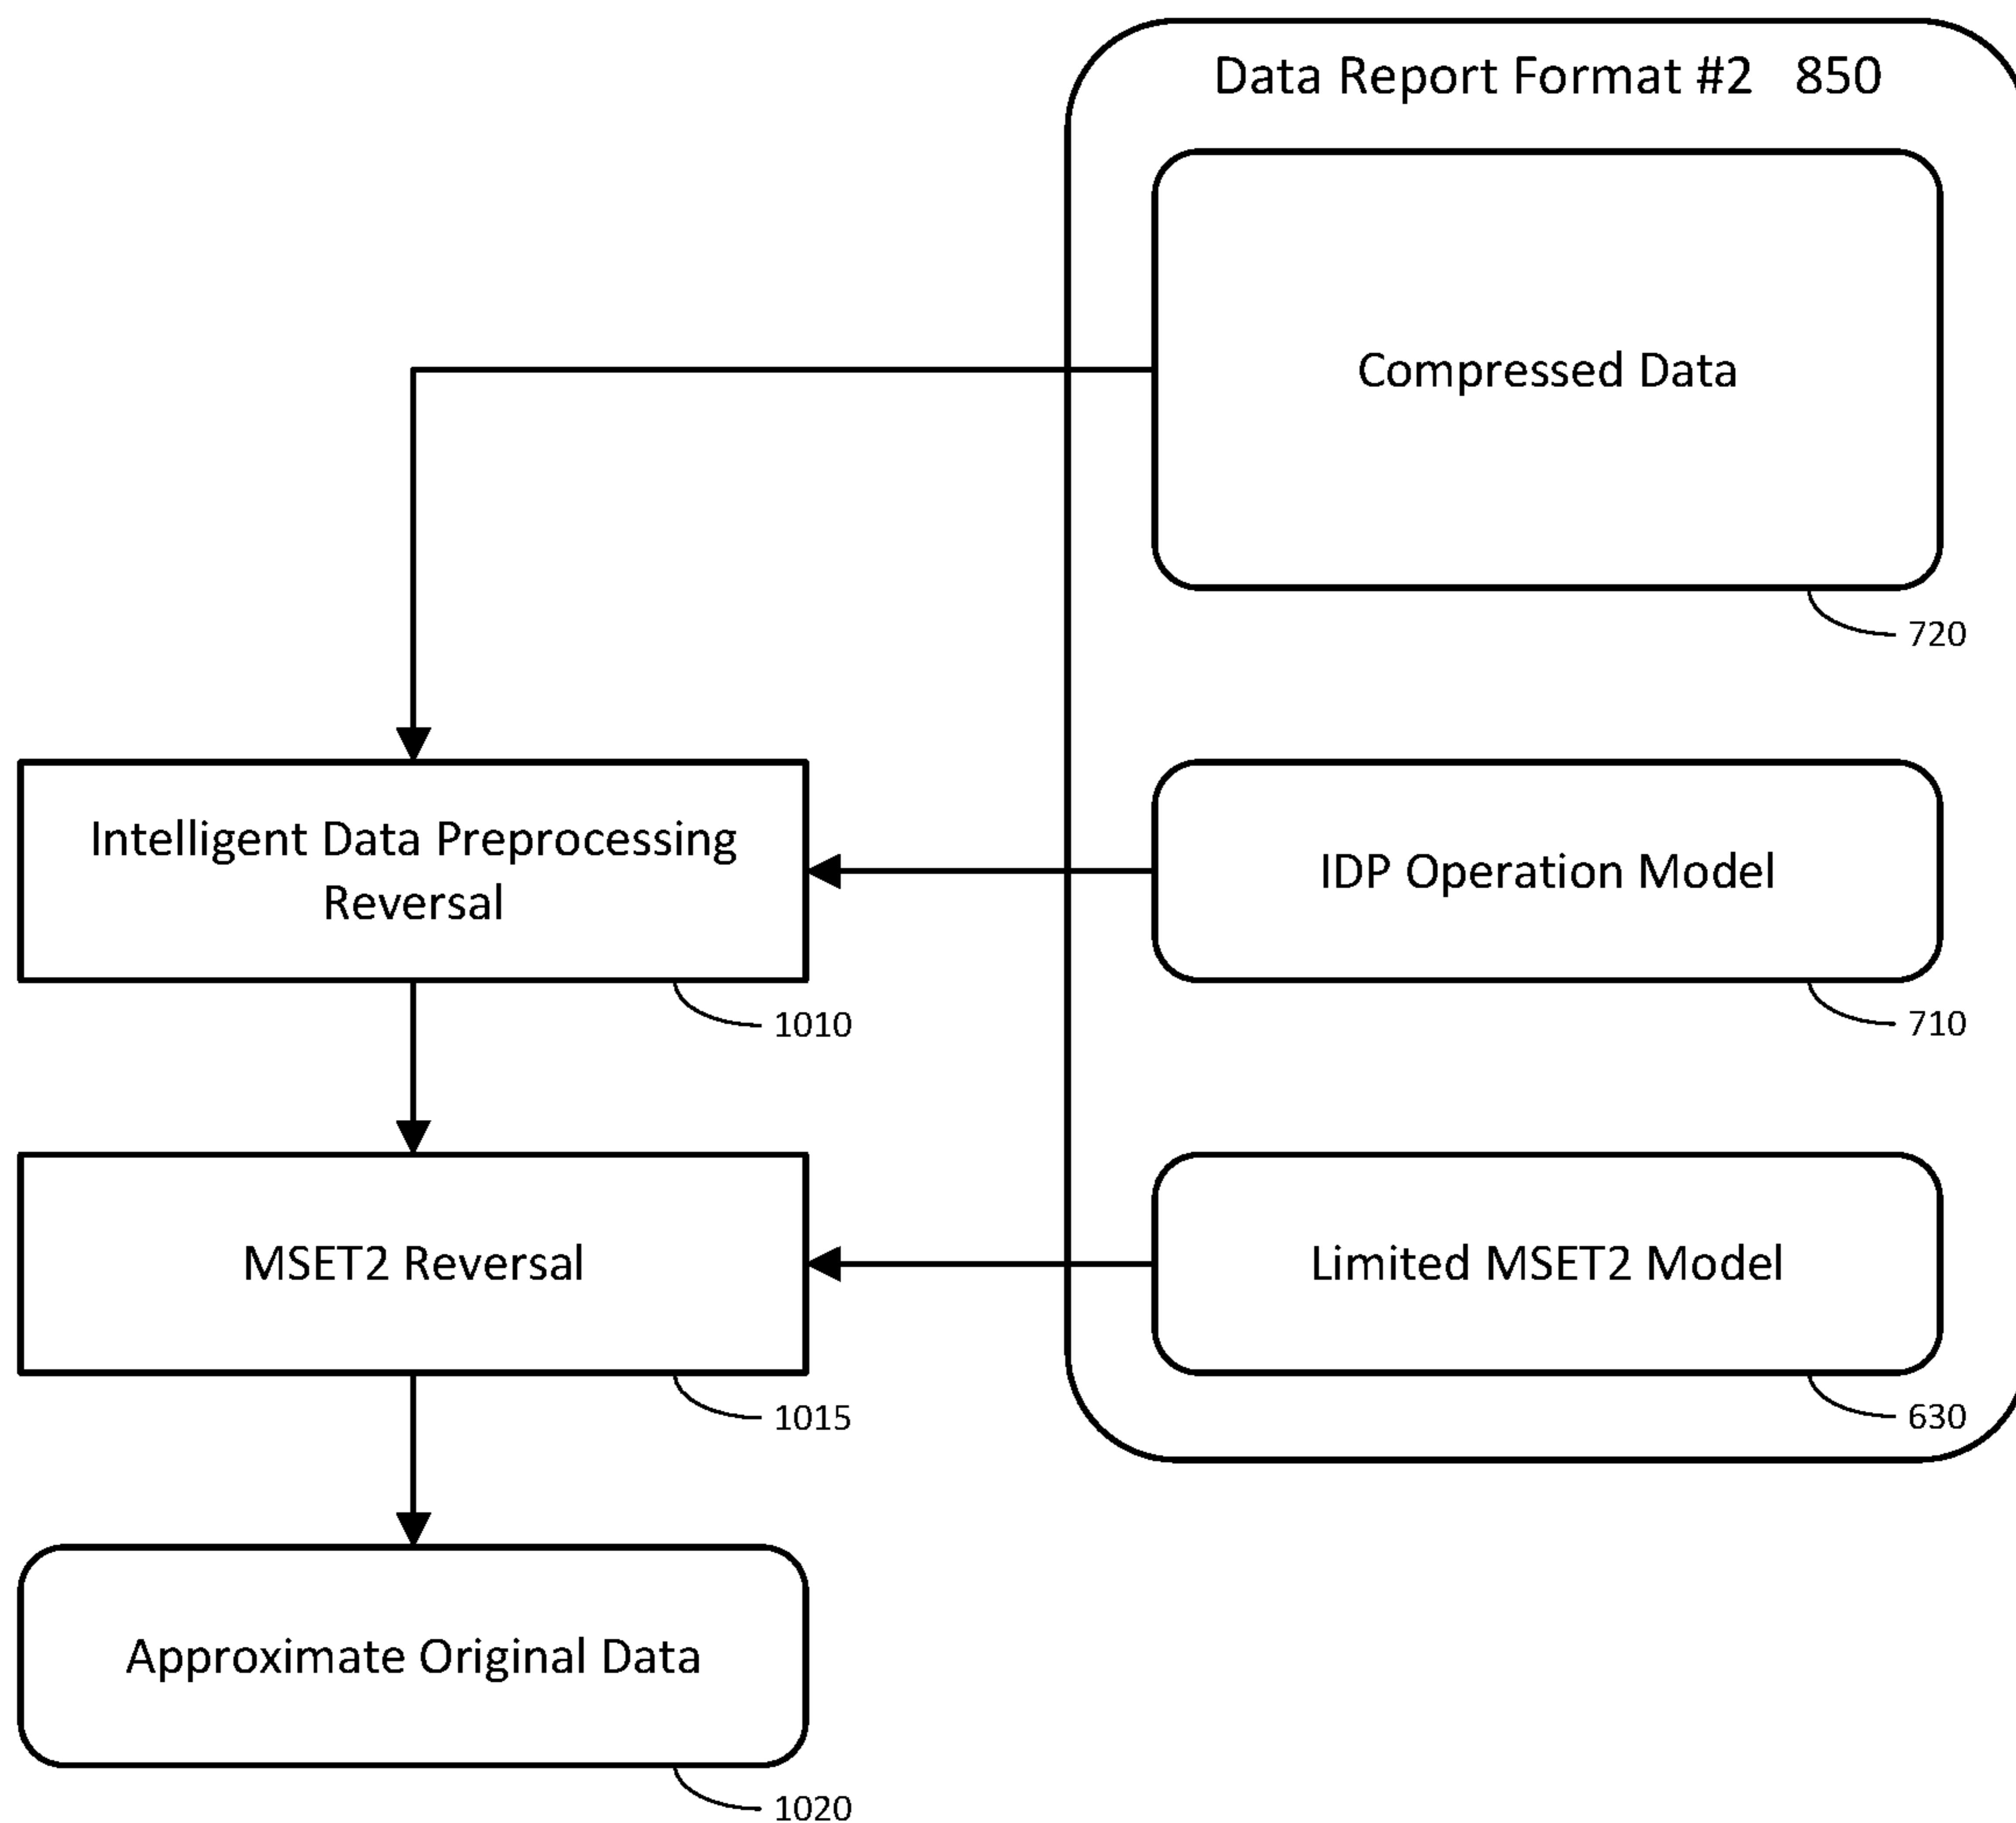 Data Report Format #2 850
Compressed Data
720
Intelligent Data Preprocessing
Reversal
1010
IDP Operation Model
710
MSET2 Reversal
1015
Limited MSET2 Model
630
Approximate Original Data
1020